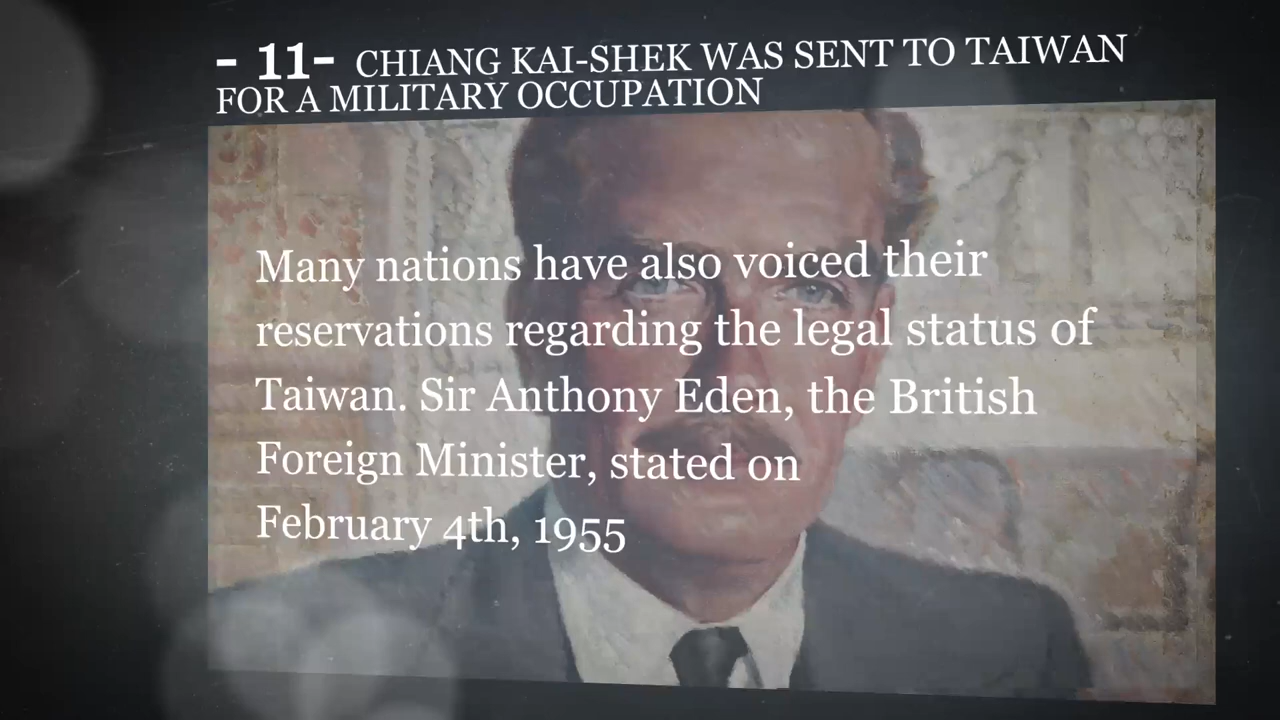 - 11- CHIANG KAI-SHEK WAS SENT TO TAIWAN
FOR A MILITARY OCCUPATION
Many nations have also voiced their
reservations regarding the legal status of
Taiwan. Sir Anthony Eden, the British
Foreign Minister, stated on
February 4th, 1955